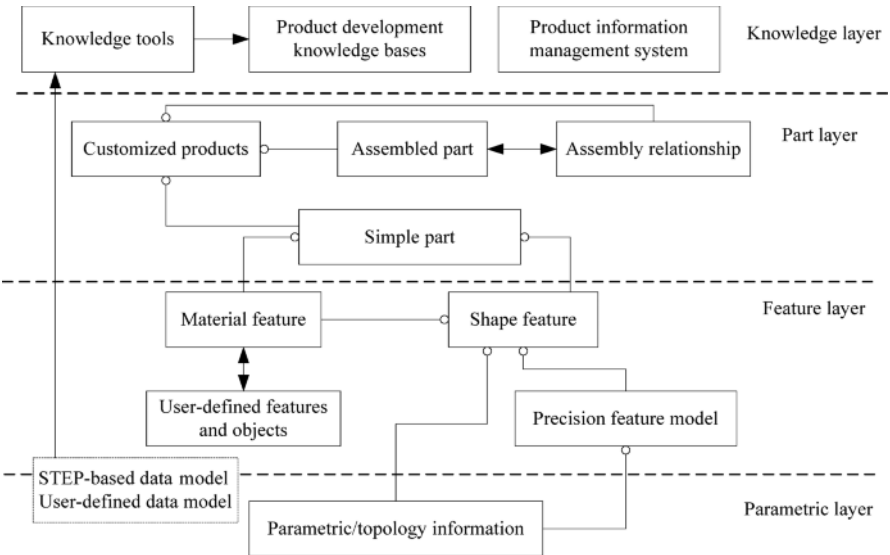 Knowledge tools
Product development
knowledge bases
Product information
management system
Knowledge layer
Customized products
Assembled part
Assembly relationship
Part layer
Simple part
Material feature
Shape feature
Feature layer
User-defined features
and objects
Precision feature model
STEP-based data model
User-defined data model
Parametric/topology information
Parametric layer